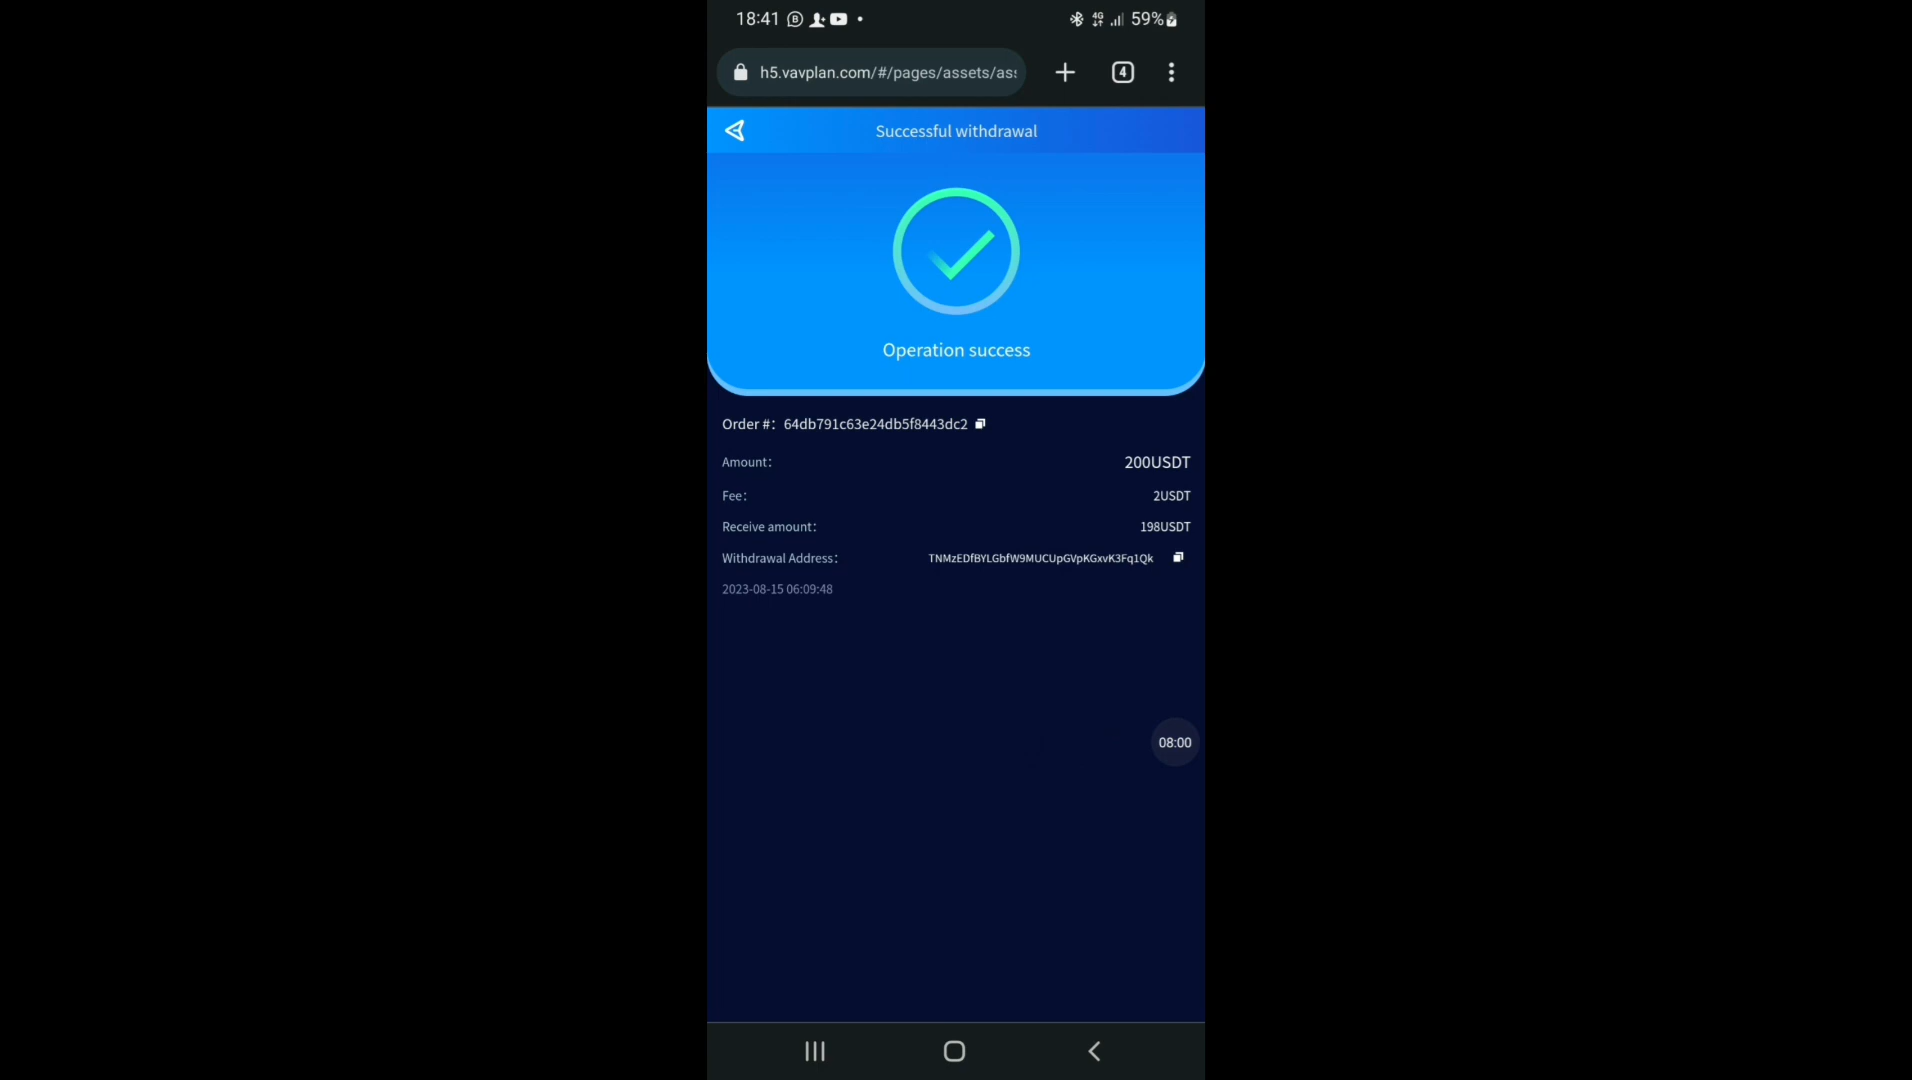 18:41 59%
h5.vavplan.com/#/pages/assets/as 4
Successful withdrawal
Operation success
Order #: 64db791c63e24db5f8443dc2
Amount: 200USDT
Fee: 2USDT
Receive amount: 198USDT
Withdrawal Address: TNMzEDfBYLGbfW9MUCUpGVpKGxvK3Fq1Qk
2023-08-15 06:09:48
08:00